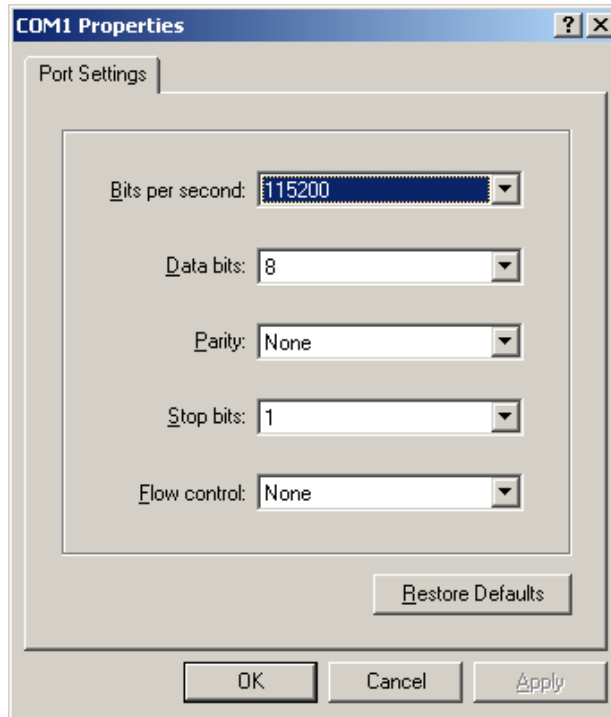 COM1 Properties
Port Settings
Bits per second: 115200
Data bits: 8
Parity: None
Stop bits: 1
Flow control: None
Restore Defaults
OK Cancel Apply